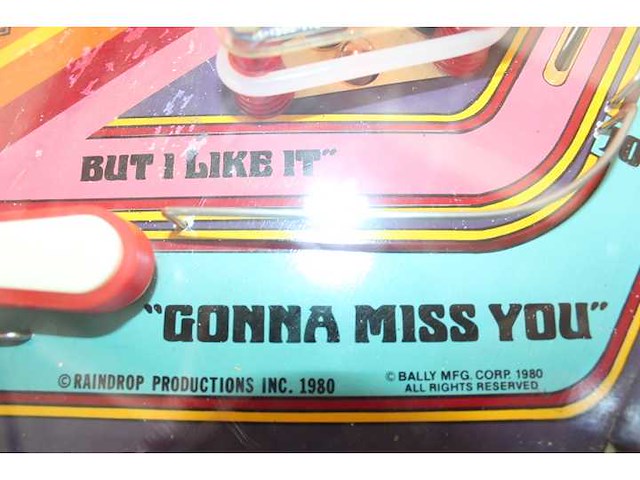 BUT I LIKE IT"
"GONNA MISS YOU"
© RAINDROP PRODUCTIONS INC. 1980
© BALLY MFG. CORP. 1980
ALL RIGHTS RESERVED